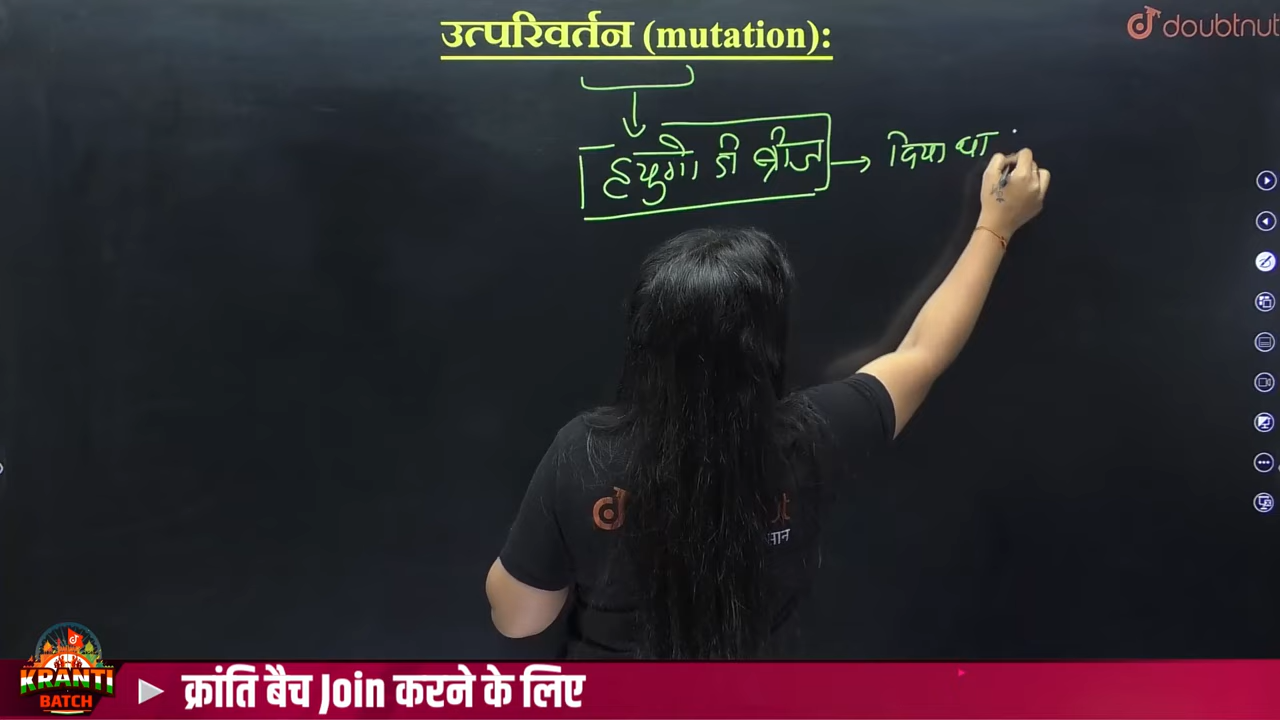 उत्परिवर्तन (mutation):
doubtnut
ह्युगो डी ब्रीज → दिया था
सान
KRANTI
BATCH
क्रांति बैच Join करने के लिए